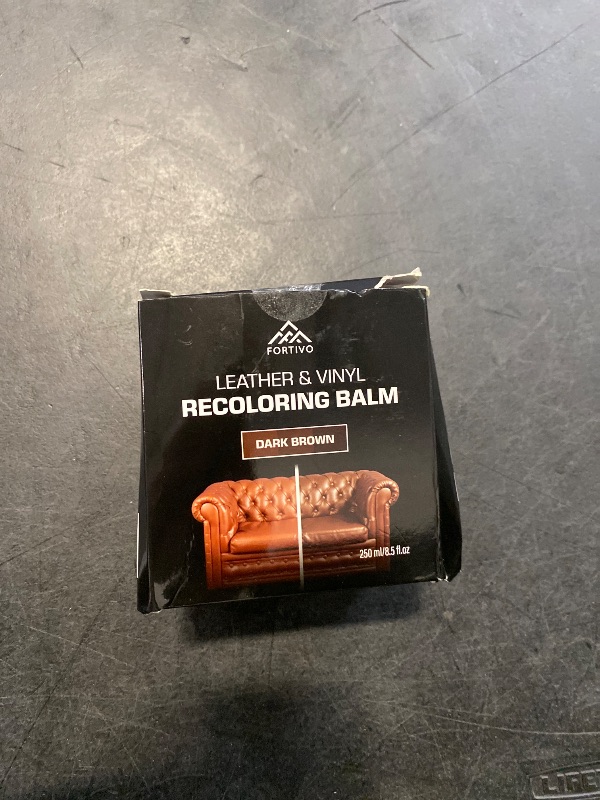 FORTIVO
LEATHER & VINYL
RECOLORING BALM
DARK BROWN
250 ml/8.5 fl.oz